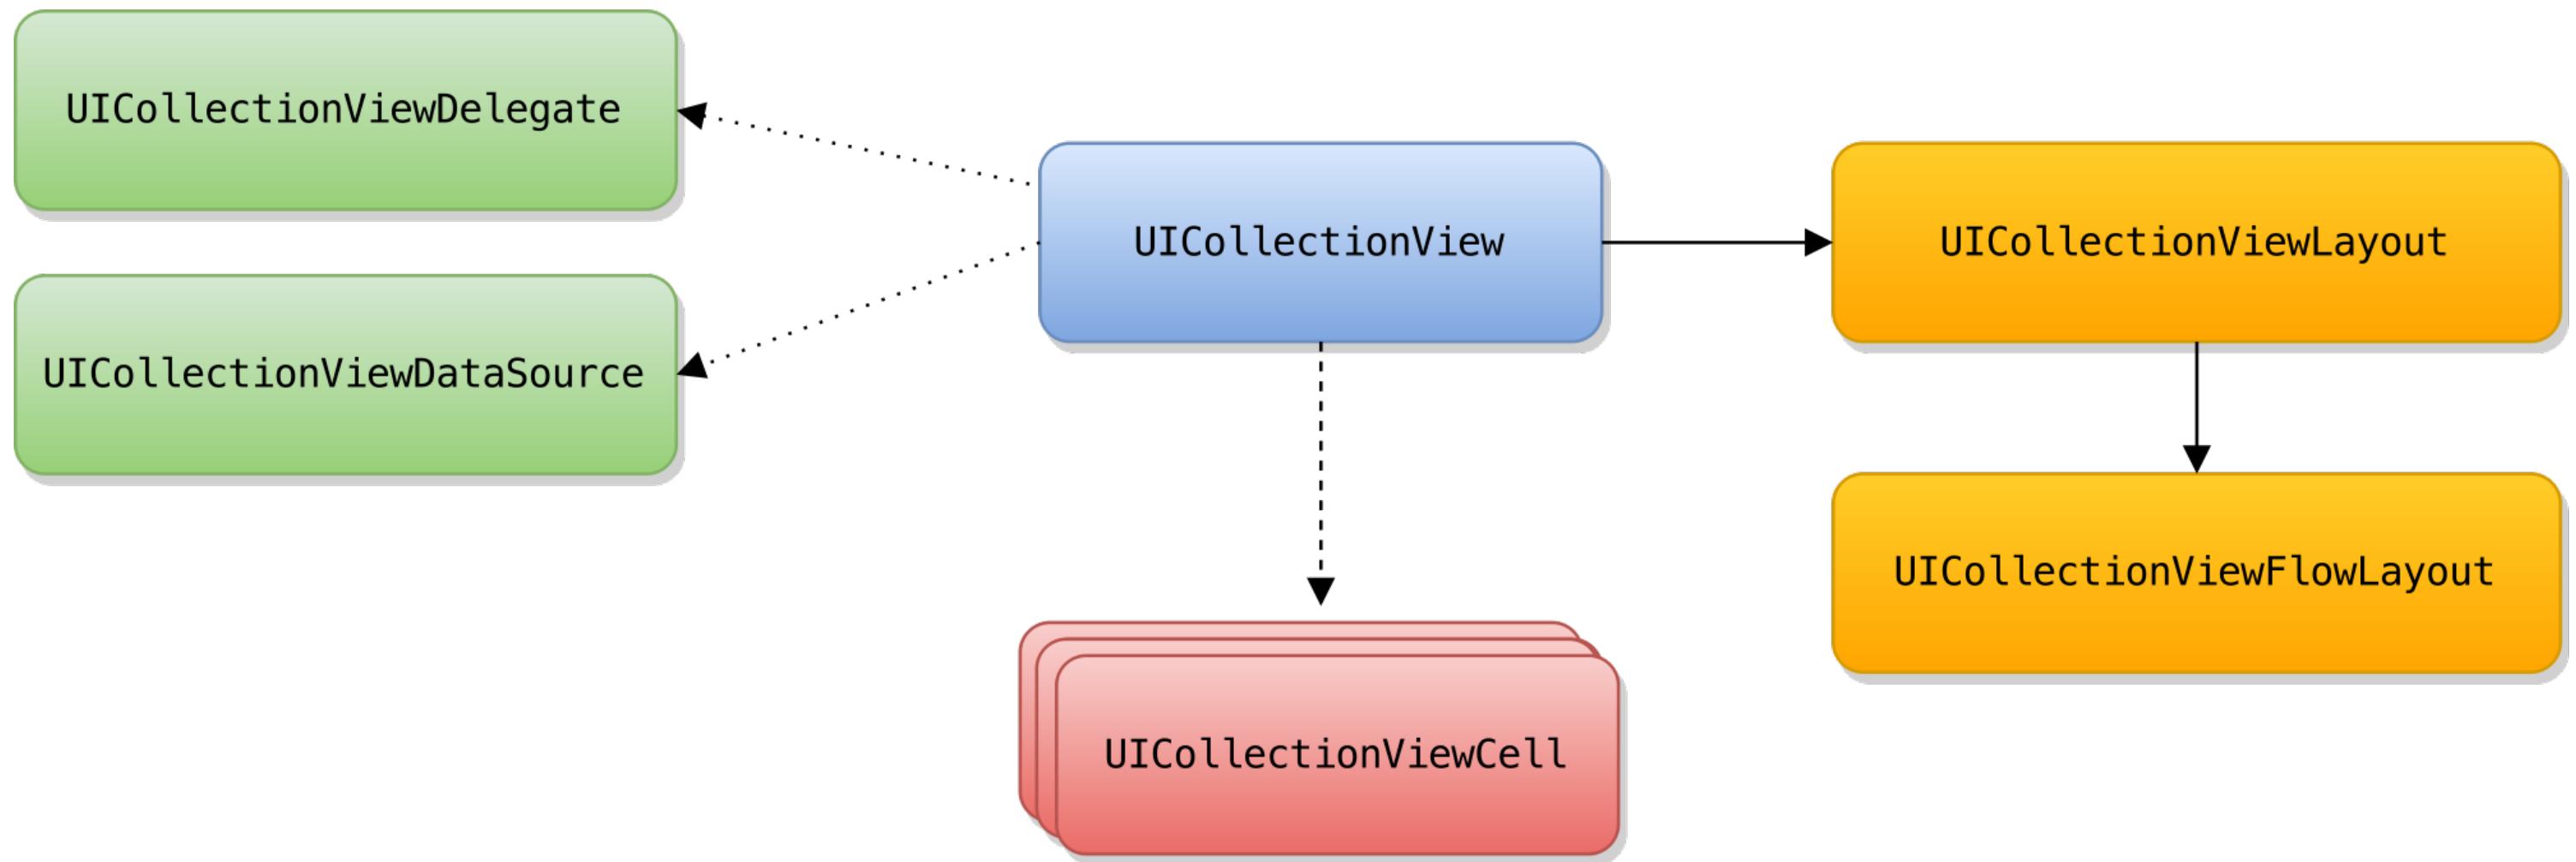 UICollectionViewDelegate
UICollectionView
UICollectionViewLayout
UICollectionViewDataSource
UICollectionViewFlowLayout
UICollectionViewCell